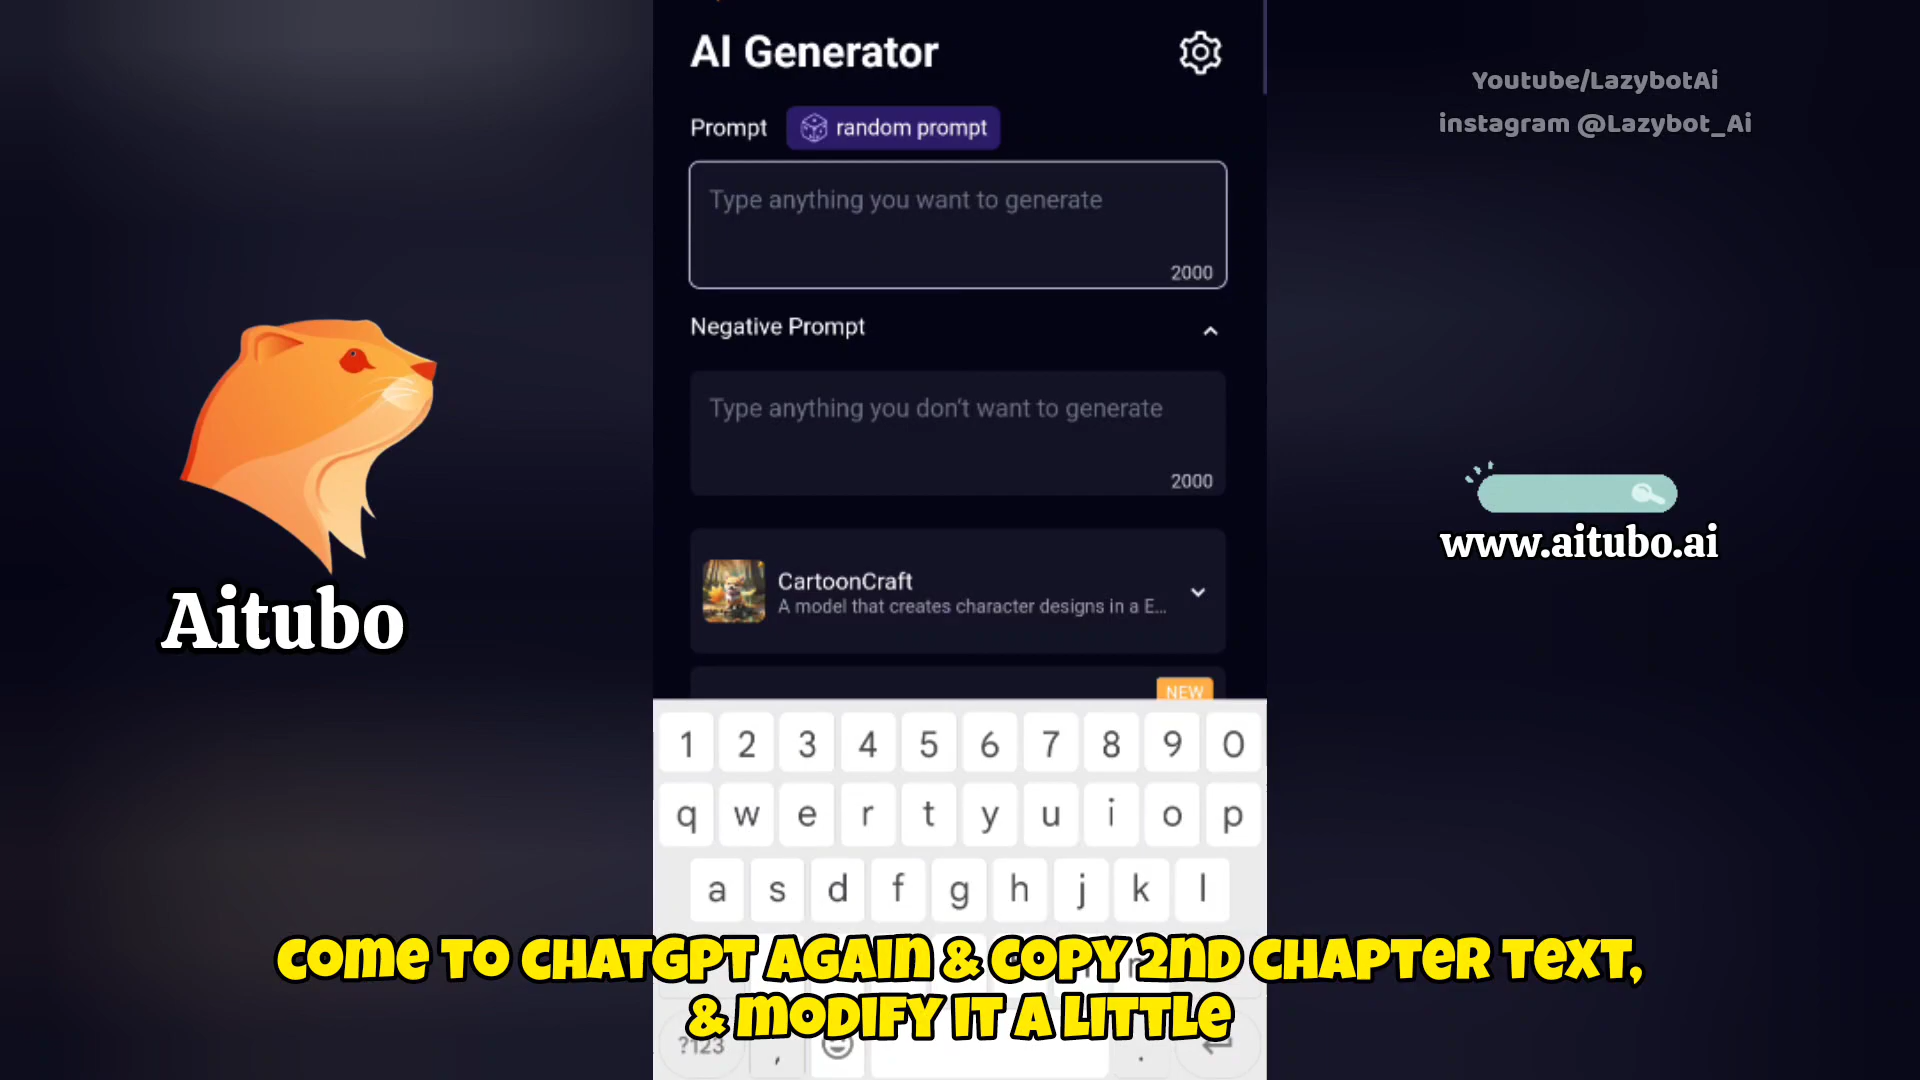 AI Generator
Youtube/LazybotAi
instagram @Lazybot_Ai
Prompt
random prompt
Type anything you want to generate
2000
Negative Prompt
Type anything you don't want to generate
2000
CartoonCraft
A model that creates character designs in a E...
NEW
Aitubo
www.aitubo.ai
1 2 3 4 5 6 7 8 9 0
q w e r t y u i o p
a s d f g h j k l
COME TO CHATGPT AGAIN & COPY 2ND CHAPTER TEXT,
& MODIFY IT A LITTLE
?123 , .